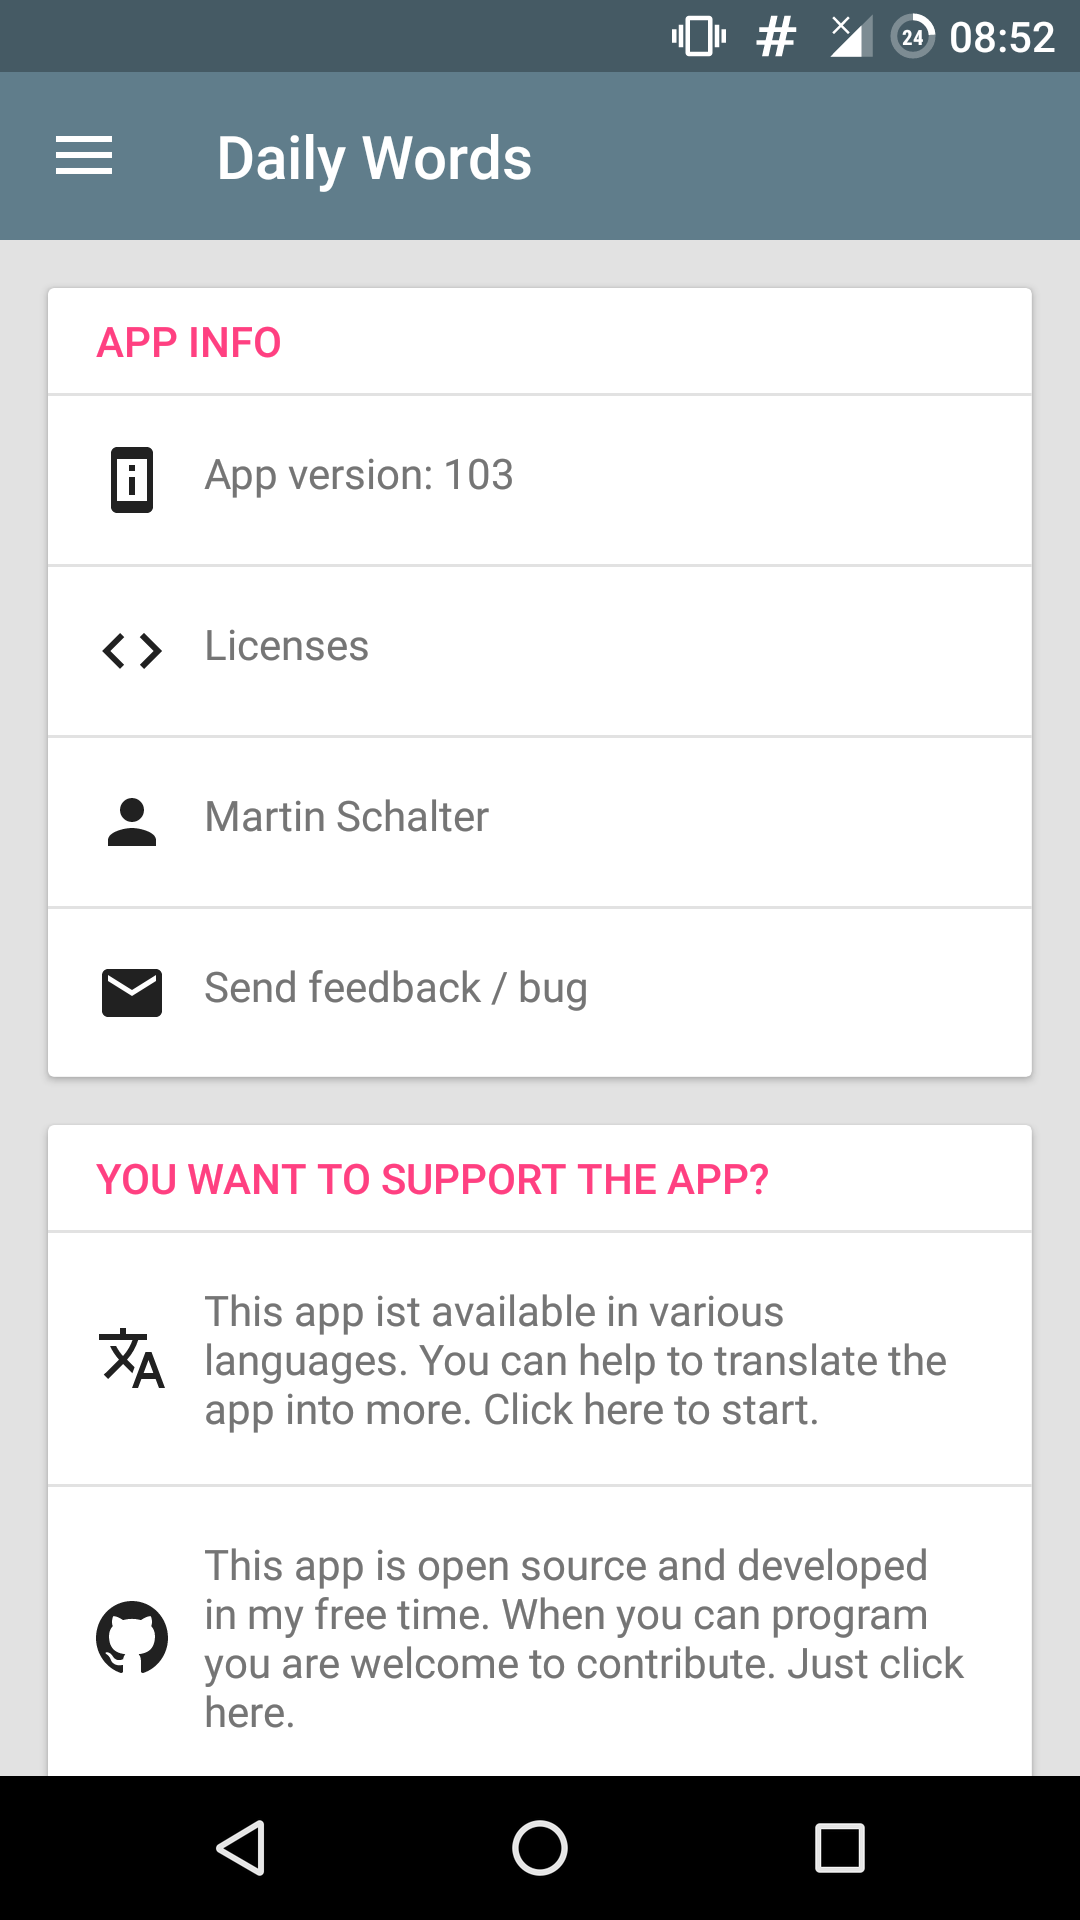 # 24 08:52
Daily Words
APP INFO
App version: 103
Licenses
Martin Schalter
Send feedback / bug
YOU WANT TO SUPPORT THE APP?
This app ist available in various
languages. You can help to translate the
app into more. Click here to start.
This app is open source and developed
in my free time. When you can program
you are welcome to contribute. Just click
here.